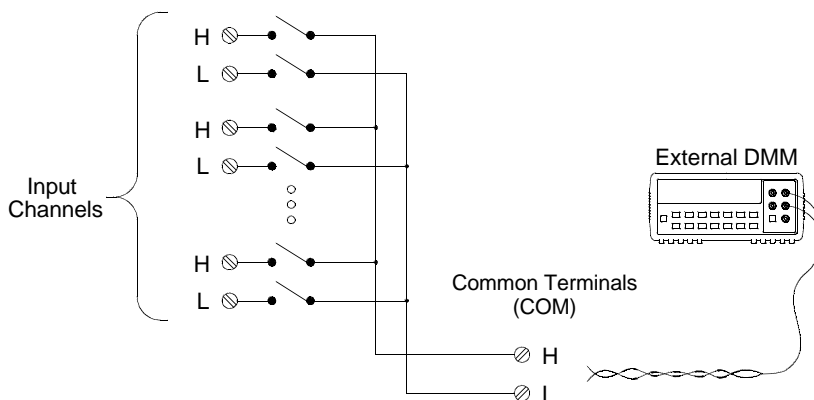 H
L
H
L
Input
Channels
H
L
External DMM
Common Terminals
(COM)
H
L